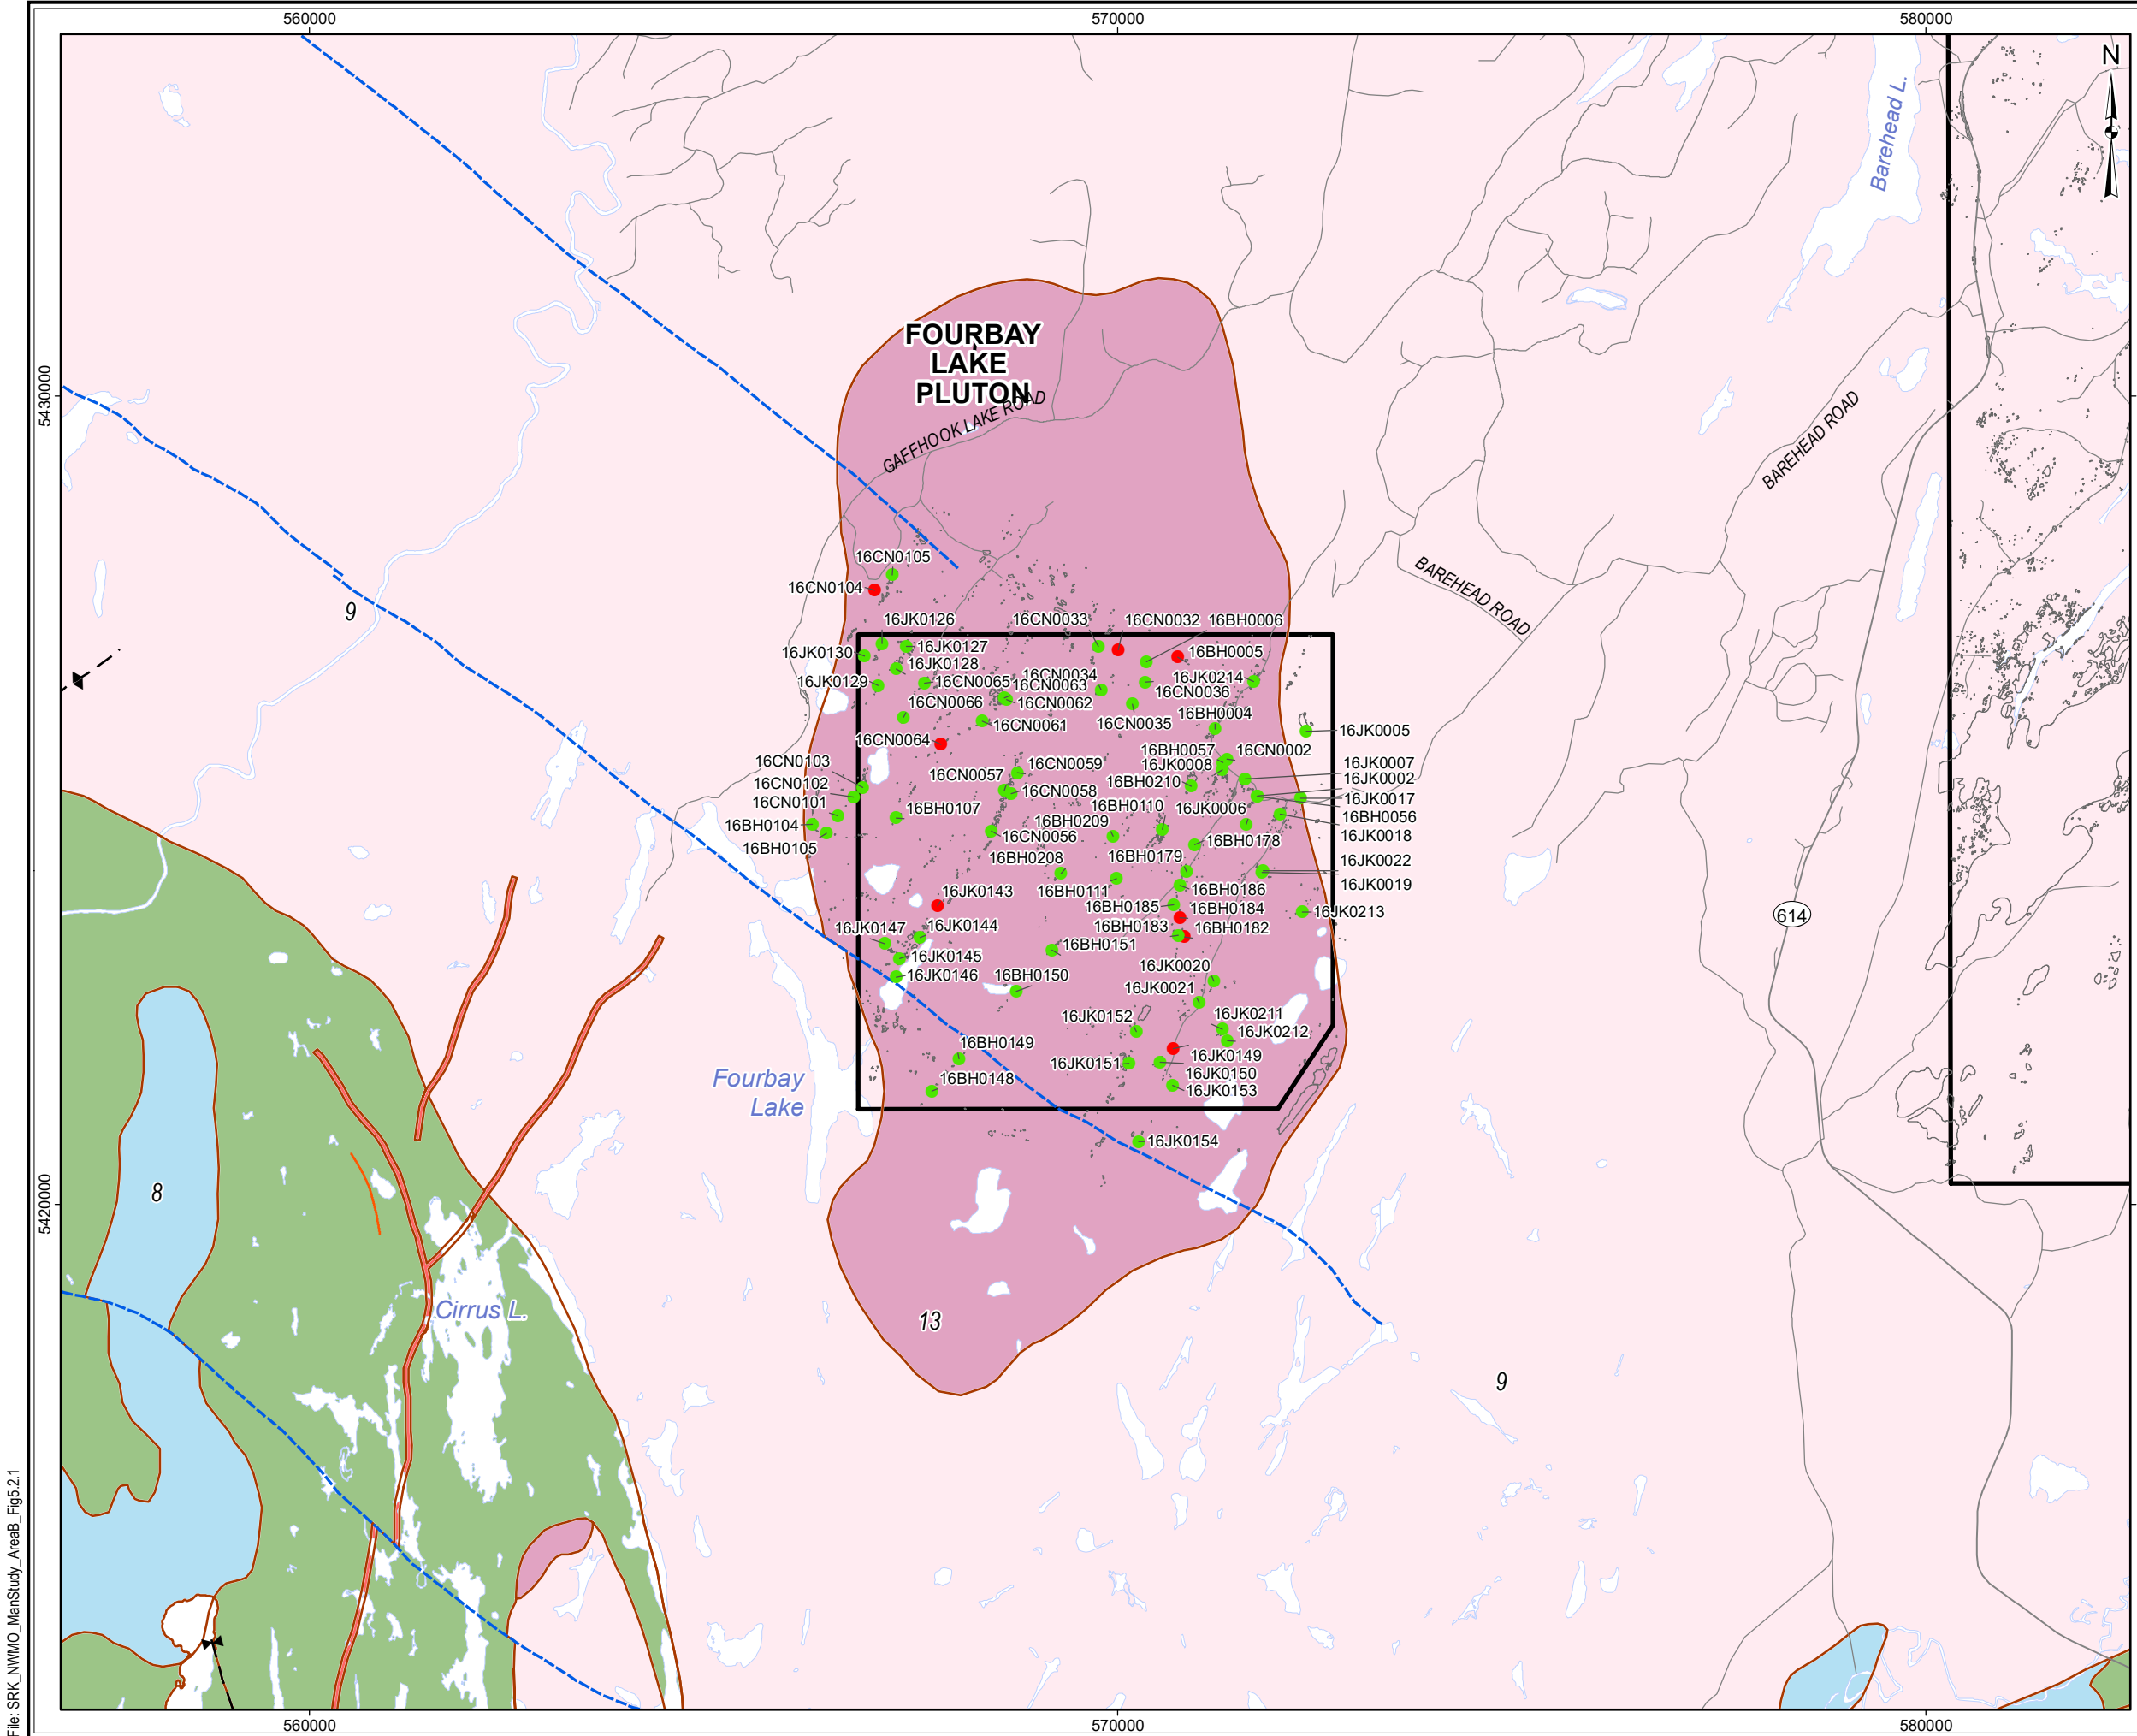 560000
570000
580000
N
Barehead L.
FOURBAY
LAKE
PLUTON
GAFFHOOK LAKE ROAD
5430000
BAREHEAD ROAD
BAREHEAD ROAD
16CN0105
16CN0104
9
16JK0126
16CN0033
16CN0032
16BH0006
16JK0130
16JK0127
16BH0005
16JK0128
16JK0129
16CN0065
16CN0063
16CN0034
16JK0214
16CN0036
16CN0066
16CN0062
16CN0061
16CN0035
16BH0004
16JK0005
16CN0064
16BH0057
16CN0002
16CN0103
16CN0059
16JK0008
16JK0007
16CN0102
16CN0057
16BH0210
16JK0002
16CN0101
16CN0058
16JK0017
16BH0107
16BH0110
16JK0006
16BH0056
16BH0104
16BH0209
16JK0018
16BH0105
16CN0056
16BH0178
16BH0208
16BH0179
16JK0022
16JK0143
16BH0111
16BH0186
16JK0019
16BH0185
16BH0184
16JK0213
614
16JK0147
16JK0144
16BH0183
16BH0182
16BH0151
16JK0145
16JK0020
16JK0146
16BH0150
16JK0021
16JK0152
16JK0211
16JK0212
16BH0149
16JK0151
16JK0149
16JK0150
16BH0148
16JK0153
Fourbay
Lake
16JK0154
8
5420000
Cirrus L.
13
9
File: SRK_NWMO_ManStudy_AreaB_Fig5.2.1
560000
570000
580000